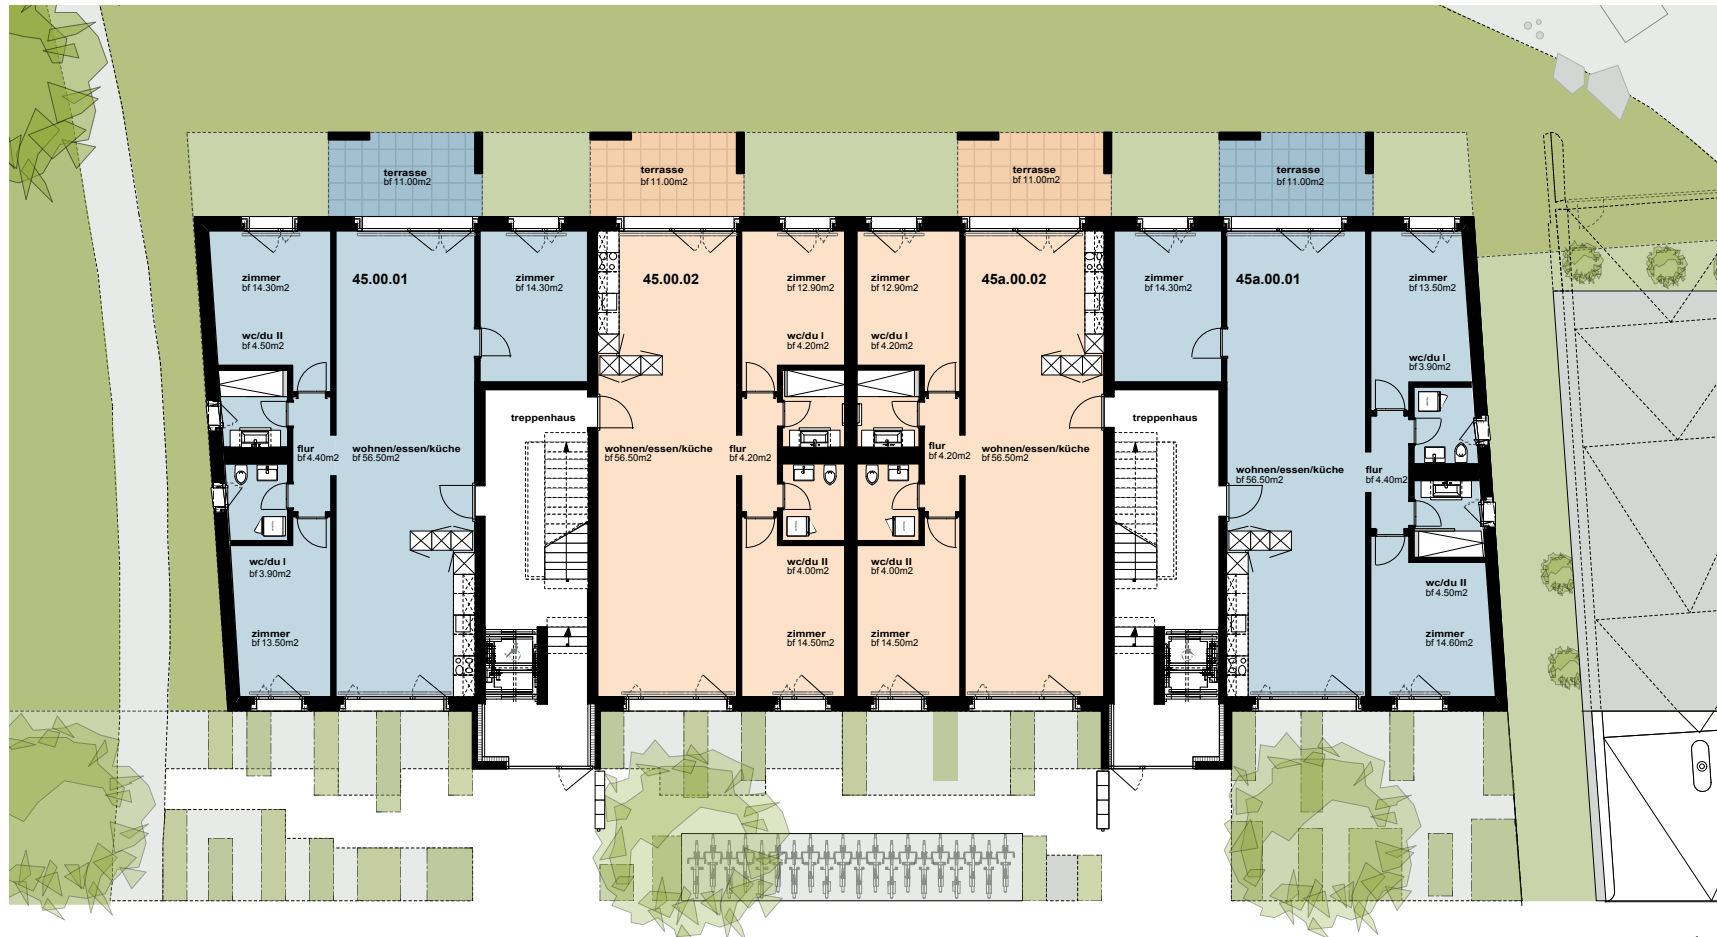 terrasse
bf 11.00m2
terrasse
bf 11.00m2
terrasse
bf 11.00m2
terrasse
bf 11.00m2
zimmer
bf 14.30m2
45.00.01
zimmer
bf 14.30m2
45.00.02
zimmer
bf 12.90m2
zimmer
bf 12.90m2
45a.00.02
zimmer
bf 14.30m2
45a.00.01
zimmer
bf 13.50m2
wc/du II
bf 4.50m2
wc/du I
bf 4.20m2
wc/du I
bf 4.20m2
wc/du I
bf 3.90m2
treppenhaus
treppenhaus
flur
bf 4.40m2
wohnen/essen/küche
bf 56.50m2
wohnen/essen/küche
bf 56.50m2
flur
bf 4.20m2
flur
bf 4.20m2
wohnen/essen/küche
bf 56.50m2
wohnen/essen/küche
bf 56.50m2
flur
bf 4.40m2
wc/du I
bf 3.90m2
wc/du II
bf 4.00m2
wc/du II
bf 4.00m2
wc/du II
bf 4.50m2
zimmer
bf 13.50m2
zimmer
bf 14.50m2
zimmer
bf 14.50m2
zimmer
bf 14.60m2